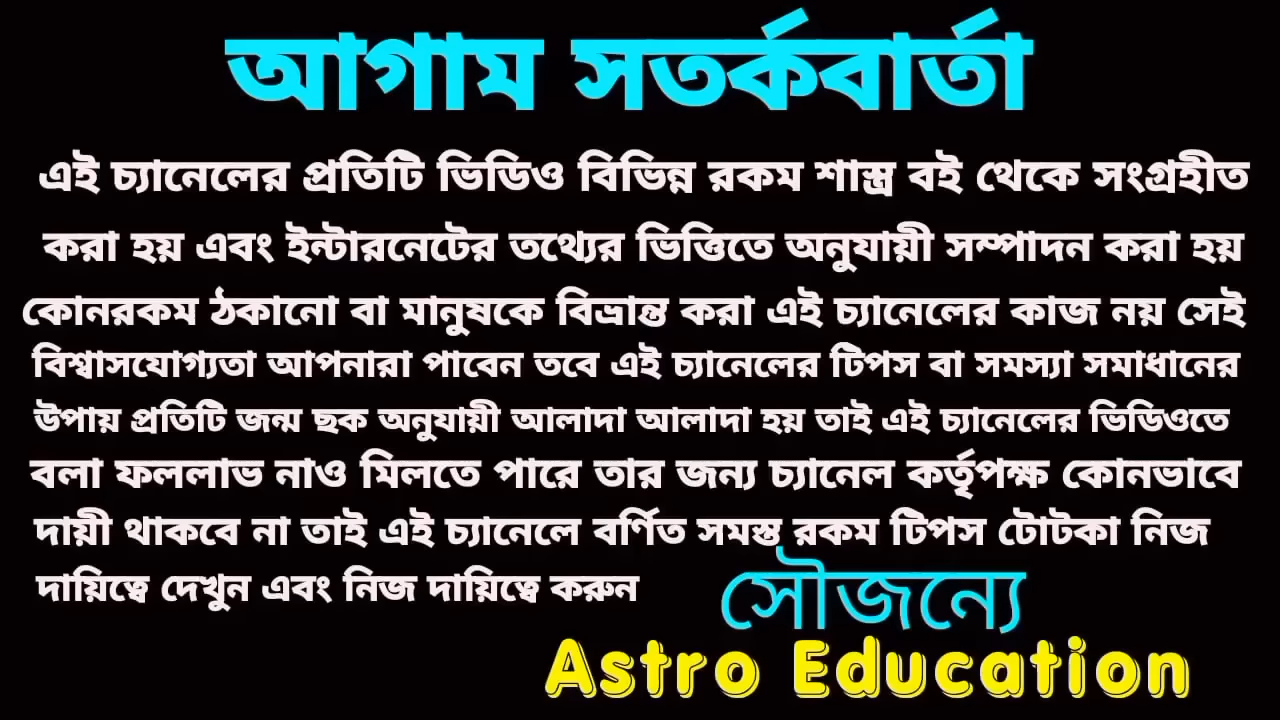 আগাম সতর্কবার্তা
এই চ্যানেলের প্রতিটি ভিডিও বিভিন্ন রকম শাস্ত্র বই থেকে সংগ্রহীত
করা হয় এবং ইন্টারনেটের তথ্যের ভিত্তিতে অনুযায়ী সম্পাদন করা হয়
কোনরকম ঠকানো বা মানুষকে বিভ্রান্ত করা এই চ্যানেলের কাজ নয় সেই
বিশ্বাসযোগ্যতা আপনারা পাবেন তবে এই চ্যানেলের টিপস বা সমস্যা সমাধানের
উপায় প্রতিটি জন্ম ছক অনুযায়ী আলাদা আলাদা হয় তাই এই চ্যানেলের ভিডিওতে
বলা ফললাভ নাও মিলতে পারে তার জন্য চ্যানেল কর্তৃপক্ষ কোনভাবে
দায়ী থাকবে না তাই এই চ্যানেলে বর্ণিত সমস্ত রকম টিপস টোটকা নিজ
দায়িত্বে দেখুন এবং নিজ দায়িত্বে করুন
সৌজন্যে
Astro Education